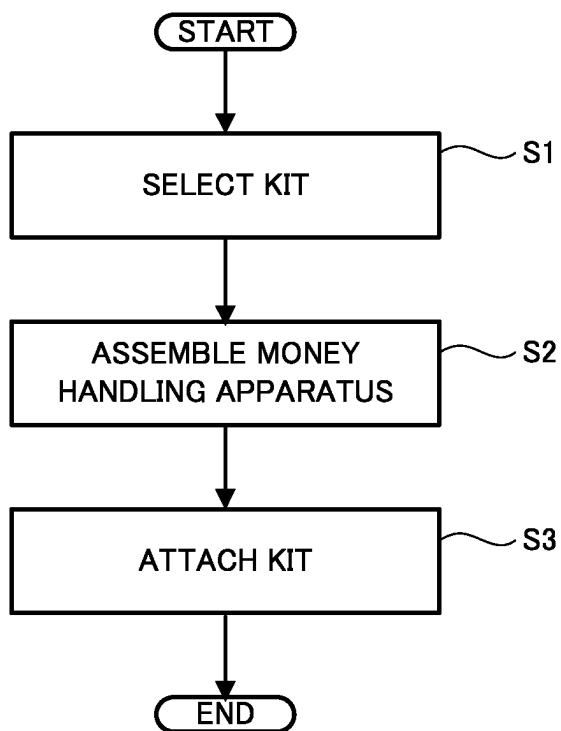 START
SELECT KIT
S1
ASSEMBLE MONEY
HANDLING APPARATUS
S2
ATTACH KIT
S3
END